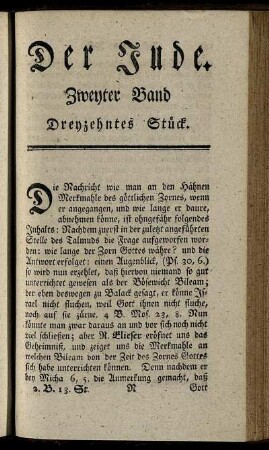 Der Jude.
Zweyter Band
Dreyzehntes Stück.
Die Nachricht wie man an den Hähnen
Merkmahle des göttlichen Zornes, wenn
er angegangen, und wie lange er daure,
abnehmen könne, ist ohngefähr folgendes
Inhalts: Nachdem zuerst in der zuletzt angeführten
Stelle des Talmuds die Frage aufgeworfen wor-
den: wie lange der Zorn Gottes währe? und die
Antwort erfolget: einen Augenblick, (Ps. 30, 6.)
so wird nun erzehlet, daß hiervon niemand so gut
unterrichtet gewesen als der Bösewicht Bileam;
der eben deswegen zu Balack gesagt, er könne Js-
rael nicht fluchen, weil Gott ihnen nicht fluche,
noch auf sie zürne. 4 B. Mos. 23, 8. Nun
könnte man zwar daraus an und vor sich noch nicht
viel schließen; aber R. Elieser eröfnet uns das
Geheimniß, und zeiget uns die Merkmahle an
welchen Bileam von der Zeit des Zornes Gottes
sich habe unterrichten können. Denn nachdem er
bey Micha 6, 5. die Anmerkung gemacht, daß
2. B. 13. St. N Gott